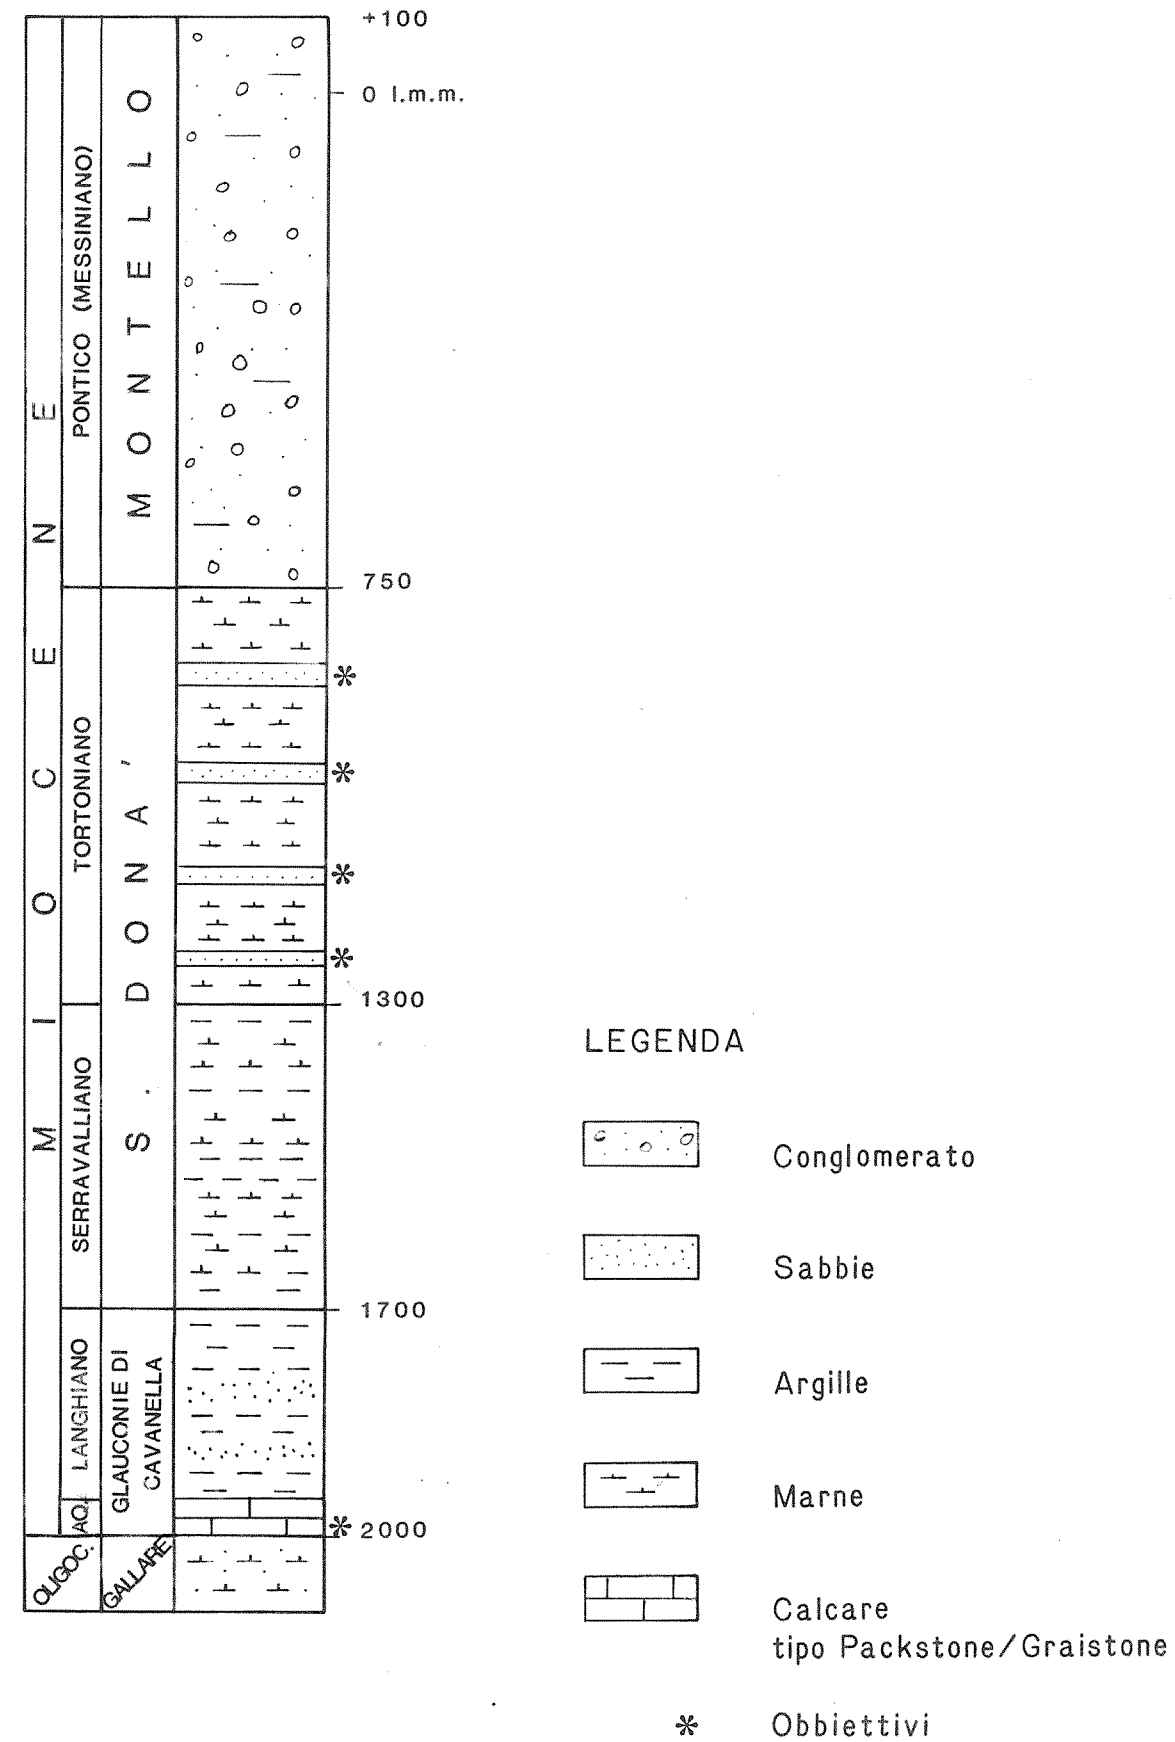 +100
0 l.m.m.
MIOCENE
PONTICO (MESSINIANO)
MONTELLO
750
TORTONIANO
S. DONA'
1300
SERRAVALLIANO
1700
LANGHIANO
GLAUCONIE DI
CAVANELLA
AQ.
2000
OLIGOC.
GALLARE
LEGENDA
Conglomerato
Sabbie
Argille
Marne
Calcare
tipo Packstone/Graistone
* Obbiettivi